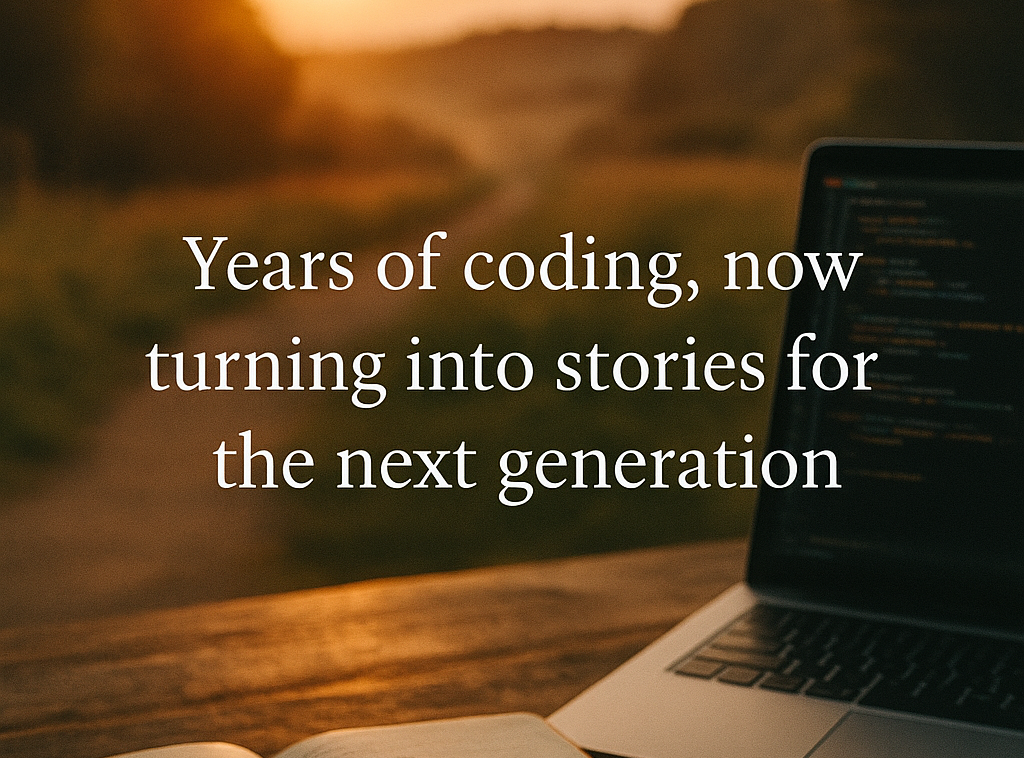 Years of coding, now
turning into stories for
the next generation